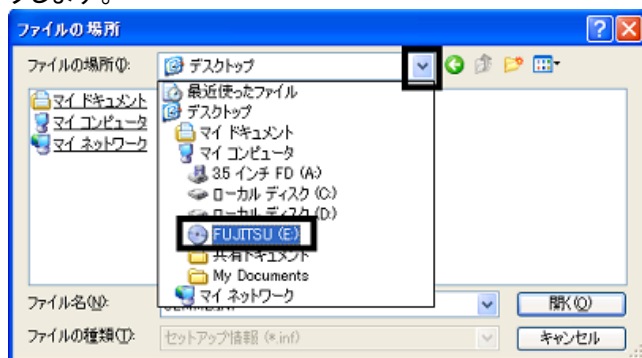 うします。
ファイルの場所
ファイルの場所(I):
デスクトップ
最近使ったファイル
デスクトップ
マイ ドキュメント
マイ コンピュータ
マイ ネットワーク
マイ ドキュメント
マイ コンピュータ
3.5 インチ FD (A:)
ローカル ディスク (C:)
ローカル ディスク (D:)
FUJITSU (E:)
共有ドキュメント
My Documents
マイ ネットワーク
ファイル名(N):
開く(O)
ファイルの種類(T):
セットアップ情報 (*.inf)
キャンセル